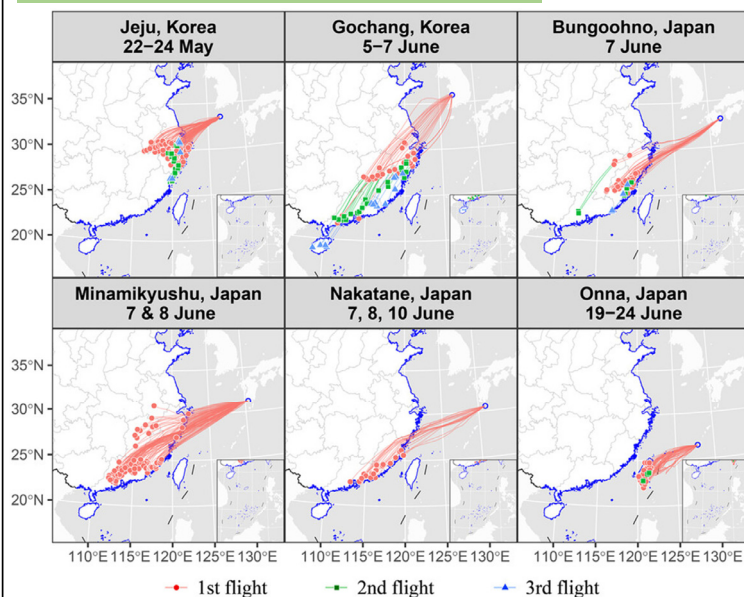 Jeju, Korea
22−24 May
Gochang, Korea
5−7 June
Bungoohno, Japan
7 June
35°N
30°N
25°N
20°N
Minamikyushu, Japan
7 & 8 June
Nakatane, Japan
7, 8, 10 June
Onna, Japan
19−24 June
35°N
30°N
25°N
20°N
110°E 115°E 120°E 125°E 130°E 110°E 115°E 120°E 125°E 130°E 110°E 115°E 120°E 125°E 130°E
1st flight 2nd flight 3rd flight